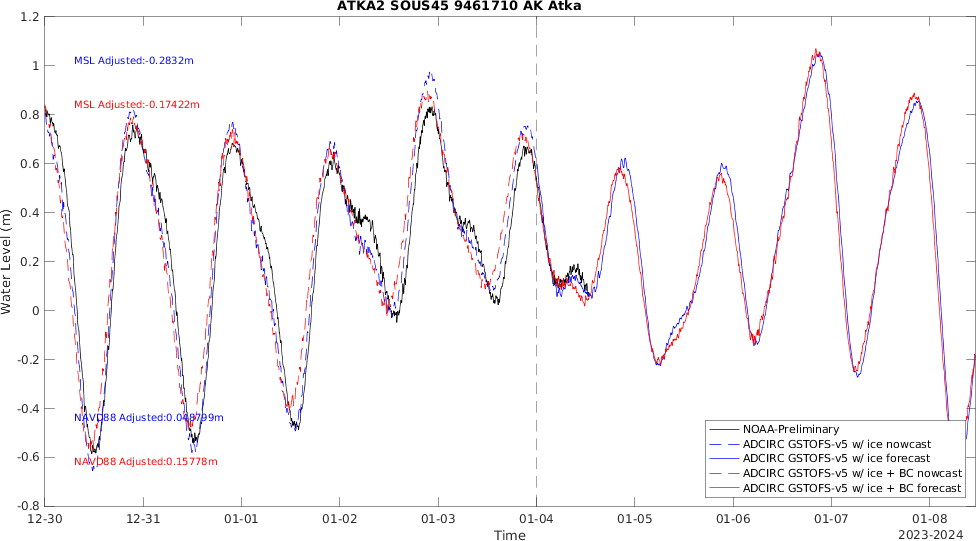 ATKA2 SOUS45 9461710 AK Atka
1.2
1
0.8
0.6
0.4
0.2
0
-0.2
-0.4
-0.6
-0.8
Water Level (m)
MSL Adjusted:-0.2832m
MSL Adjusted:-0.17422m
NAVD88 Adjusted:0.048799m
NAVD88 Adjusted:0.15778m
NOAA-Preliminary
ADCIRC GSTOFS-v5 w/ ice nowcast
ADCIRC GSTOFS-v5 w/ ice forecast
ADCIRC GSTOFS-v5 w/ ice + BC nowcast
ADCIRC GSTOFS-v5 w/ ice + BC forecast
12-30
12-31
01-01
01-02
01-03
01-04
01-05
01-06
01-07
01-08
Time
2023-2024